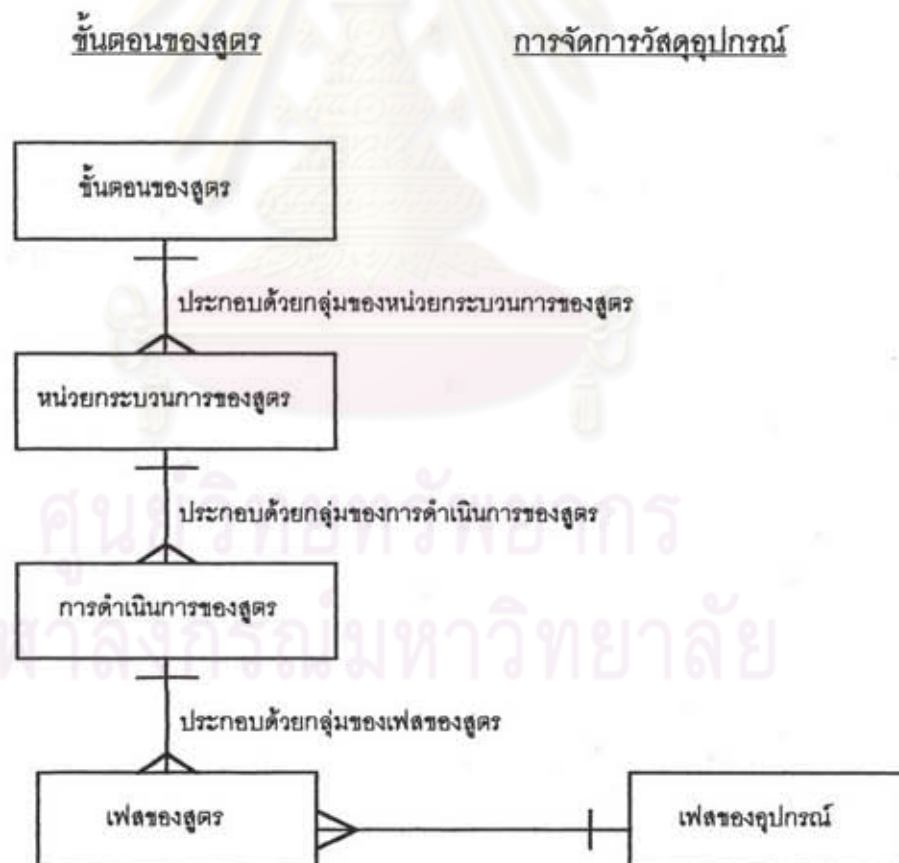 ขั้นตอนของสูตร
การจัดการวัสดุอุปกรณ์
ขั้นตอนของสูตร
ประกอบด้วยกลุ่มของหน่วยกระบวนการของสูตร
หน่วยกระบวนการของสูตร
ประกอบด้วยกลุ่มของการดำเนินการของสูตร
ศูนย์วิทยทรัพยากร
การดำเนินการของสูตร
ฬาลงกรณ์มหาวิทยาลัย
ประกอบด้วยกลุ่มของเฟสของสูตร
เฟสของสูตร
เฟสของอุปกรณ์